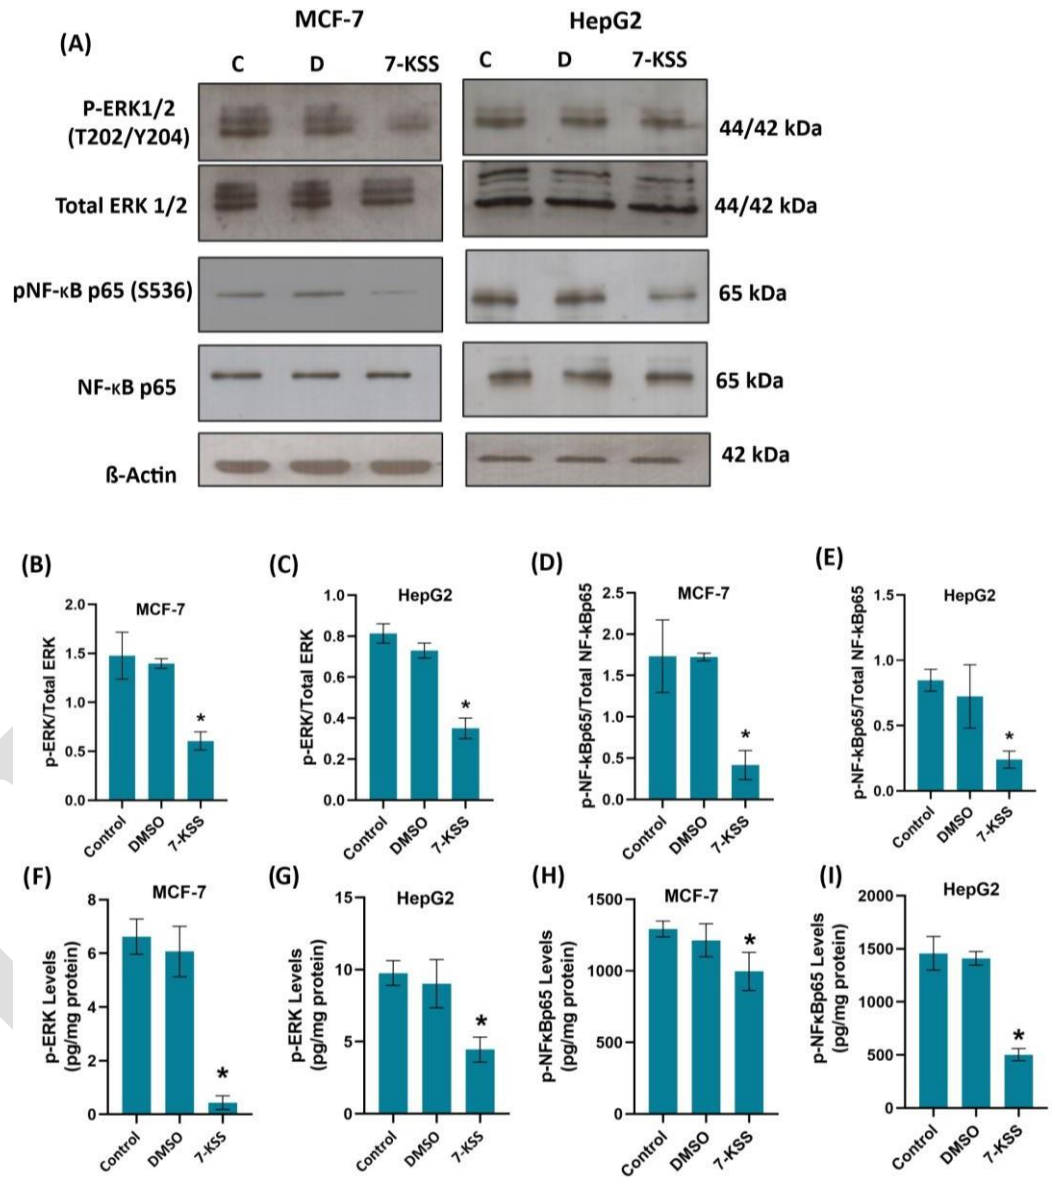 MCF-7
HepG2
(A)
C D 7-KSS
C D 7-KSS
P-ERK1/2
(T202/Y204)
44/42 kDa
Total ERK 1/2
44/42 kDa
pNF-κB p65 (S536)
65 kDa
NF-κB p65
65 kDa
ß-Actin
42 kDa
(B)
MCF-7
p-ERK/Total ERK
2.0
1.5
1.0
0.5
0.0
*
Control
DMSO
7-KSS
(C)
HepG2
p-ERK/Total ERK
1.0
0.8
0.6
0.4
0.2
0.0
*
Control
DMSO
7-KSS
(D)
MCF-7
p-NF-kBp65/Total NF-kBp65
2.5
2.0
1.5
1.0
0.5
0.0
*
Control
DMSO
7-KSS
(E)
HepG2
p-NF-kBp65/Total NF-kBp65
1.5
1.0
0.5
0.0
*
Control
DMSO
7-KSS
(F)
MCF-7
p-ERK Levels
(pg/mg protein)
8
6
4
2
0
*
Control
DMSO
7-KSS
(G)
HepG2
p-ERK Levels
(pg/mg protein)
15
10
5
0
*
Control
DMSO
7-KSS
(H)
MCF-7
p-NFκBp65 Levels
(pg/mg protein)
1500
1000
500
0
*
Control
DMSO
7-KSS
(I)
HepG2
p-NFκBp65 Levels
(pg/mg protein)
2000
1500
1000
500
0
*
Control
DMSO
7-KSS